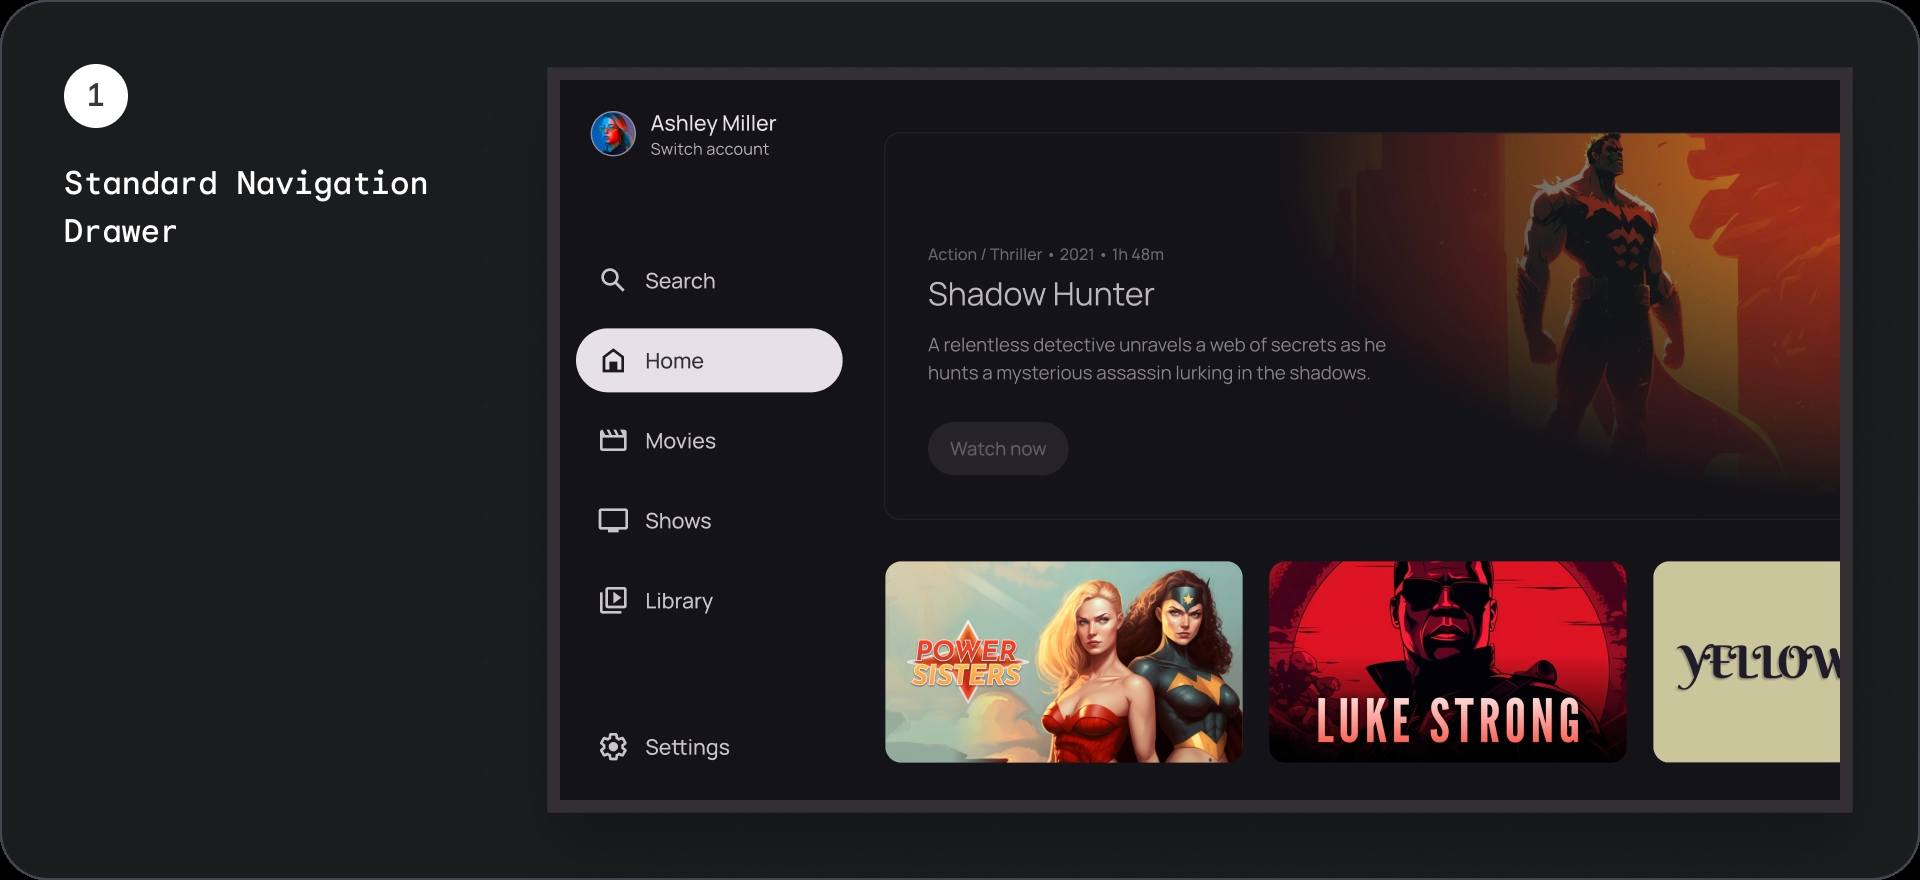 1
Standard Navigation
Drawer
Ashley Miller
Switch account
Search
Home
Movies
Shows
Library
Settings
Action / Thriller • 2021 • 1h 48m
Shadow Hunter
A relentless detective unravels a web of secrets as he
hunts a mysterious assassin lurking in the shadows.
Watch now
POWER
SISTERS
LUKE STRONG
YELLOW